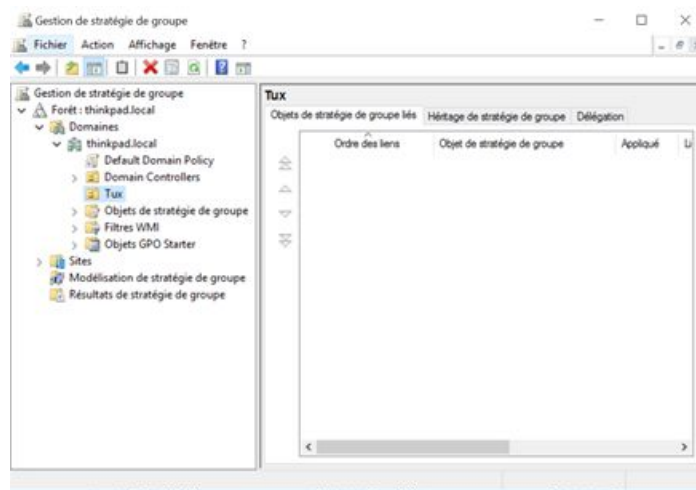 Gestion de stratégie de groupe
Fichier Action Affichage Fenêtre ?
Gestion de stratégie de groupe
Forêt : thinkpad.local
Domaines
thinkpad.local
Default Domain Policy
Domain Controllers
Tux
Objets de stratégie de groupe
Filtres WMI
Objets GPO Starter
Sites
Modélisation de stratégie de groupe
Résultats de stratégie de groupe
Tux
Objets de stratégie de groupe liés Héritage de stratégie de groupe Délégation
Ordre des liens Objet de stratégie de groupe Appliqué